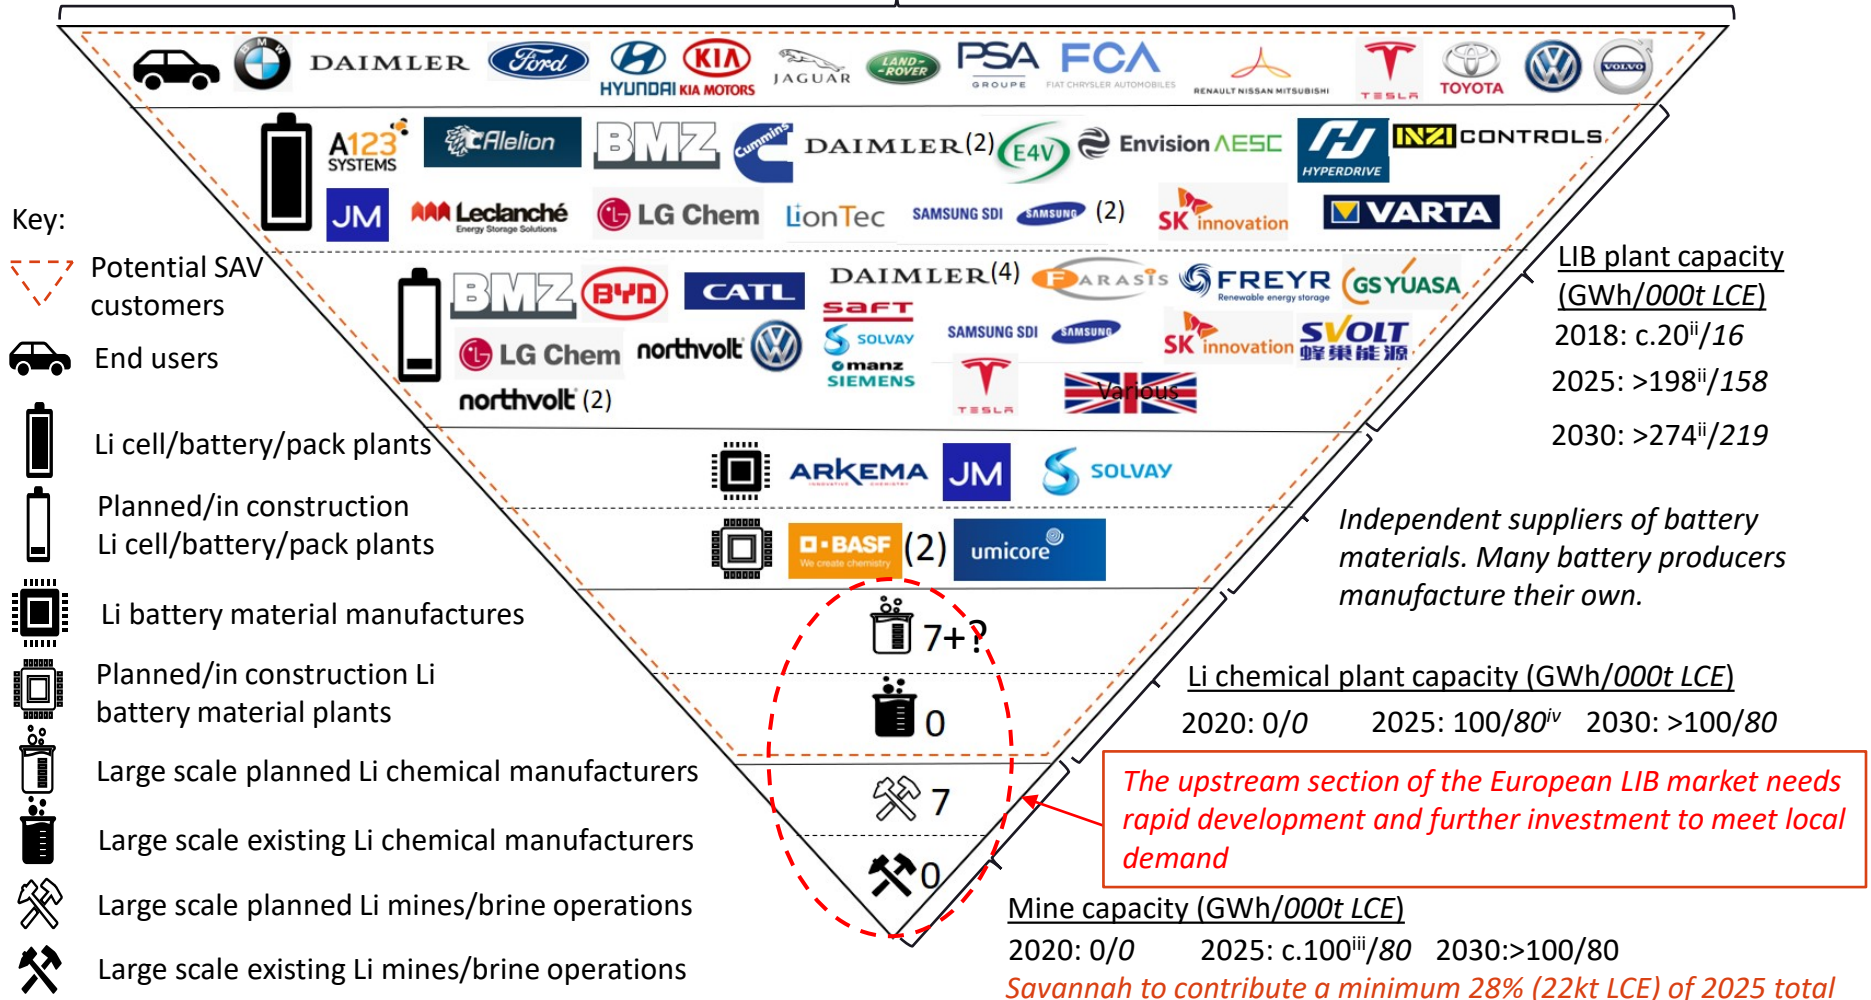 BMW
DAIMLER
Ford
HYUNDAI
KIA
KIA MOTORS
JAGUAR
LAND-
-ROVER
PSA
GROUPE
FCA
FIAT CHRYSLER AUTOMOBILES
RENAULT NISSAN MITSUBISHI
TESLA
TOYOTA
VOLVO
A123
SYSTEMS
Alelion
BMZ
Cummins
DAIMLER (2)
E4V
Envision AESC
HYPERDRIVE
INZI CONTROLS
JM
Leclanché
Energy Storage Solutions
LG Chem
LionTec
SAMSUNG SDI SAMSUNG (2)
SK innovation
VARTA
BMZ
BYD
CATL
DAIMLER (4)
SAFT
FARASIS
FREYR
Renewable energy storage
GS YUASA
LG Chem
northvolt
SOLVAY
manz
SIEMENS
SAMSUNG SDI SAMSUNG
SK innovation
SVOLT
蜂巢能源
northvolt (2)
TESLA
Various
ARKEMA
INNOVATIVE CHEMISTRY
JM
SOLVAY
BASF
We create chemistry
(2)
umicore
7+?
0
7
0
Key:
Potential SAV
customers
End users
Li cell/battery/pack plants
Planned/in construction
Li cell/battery/pack plants
Li battery material manufactures
Planned/in construction Li
battery material plants
Large scale planned Li chemical manufacturers
Large scale existing Li chemical manufacturers
Large scale planned Li mines/brine operations
Large scale existing Li mines/brine operations
LIB plant capacity
(GWh/000t LCE)
2018: c.20ii/16
2025: >198ii/158
2030: >274ii/219
Independent suppliers of battery
materials. Many battery producers
manufacture their own.
Li chemical plant capacity (GWh/000t LCE)
2020: 0/0 2025: 100/80iv 2030: >100/80
The upstream section of the European LIB market needs
rapid development and further investment to meet local
demand
Mine capacity (GWh/000t LCE)
2020: 0/0 2025: c.100iii/80 2030:>100/80
Savannah to contribute a minimum 28% (22kt LCE) of 2025 total